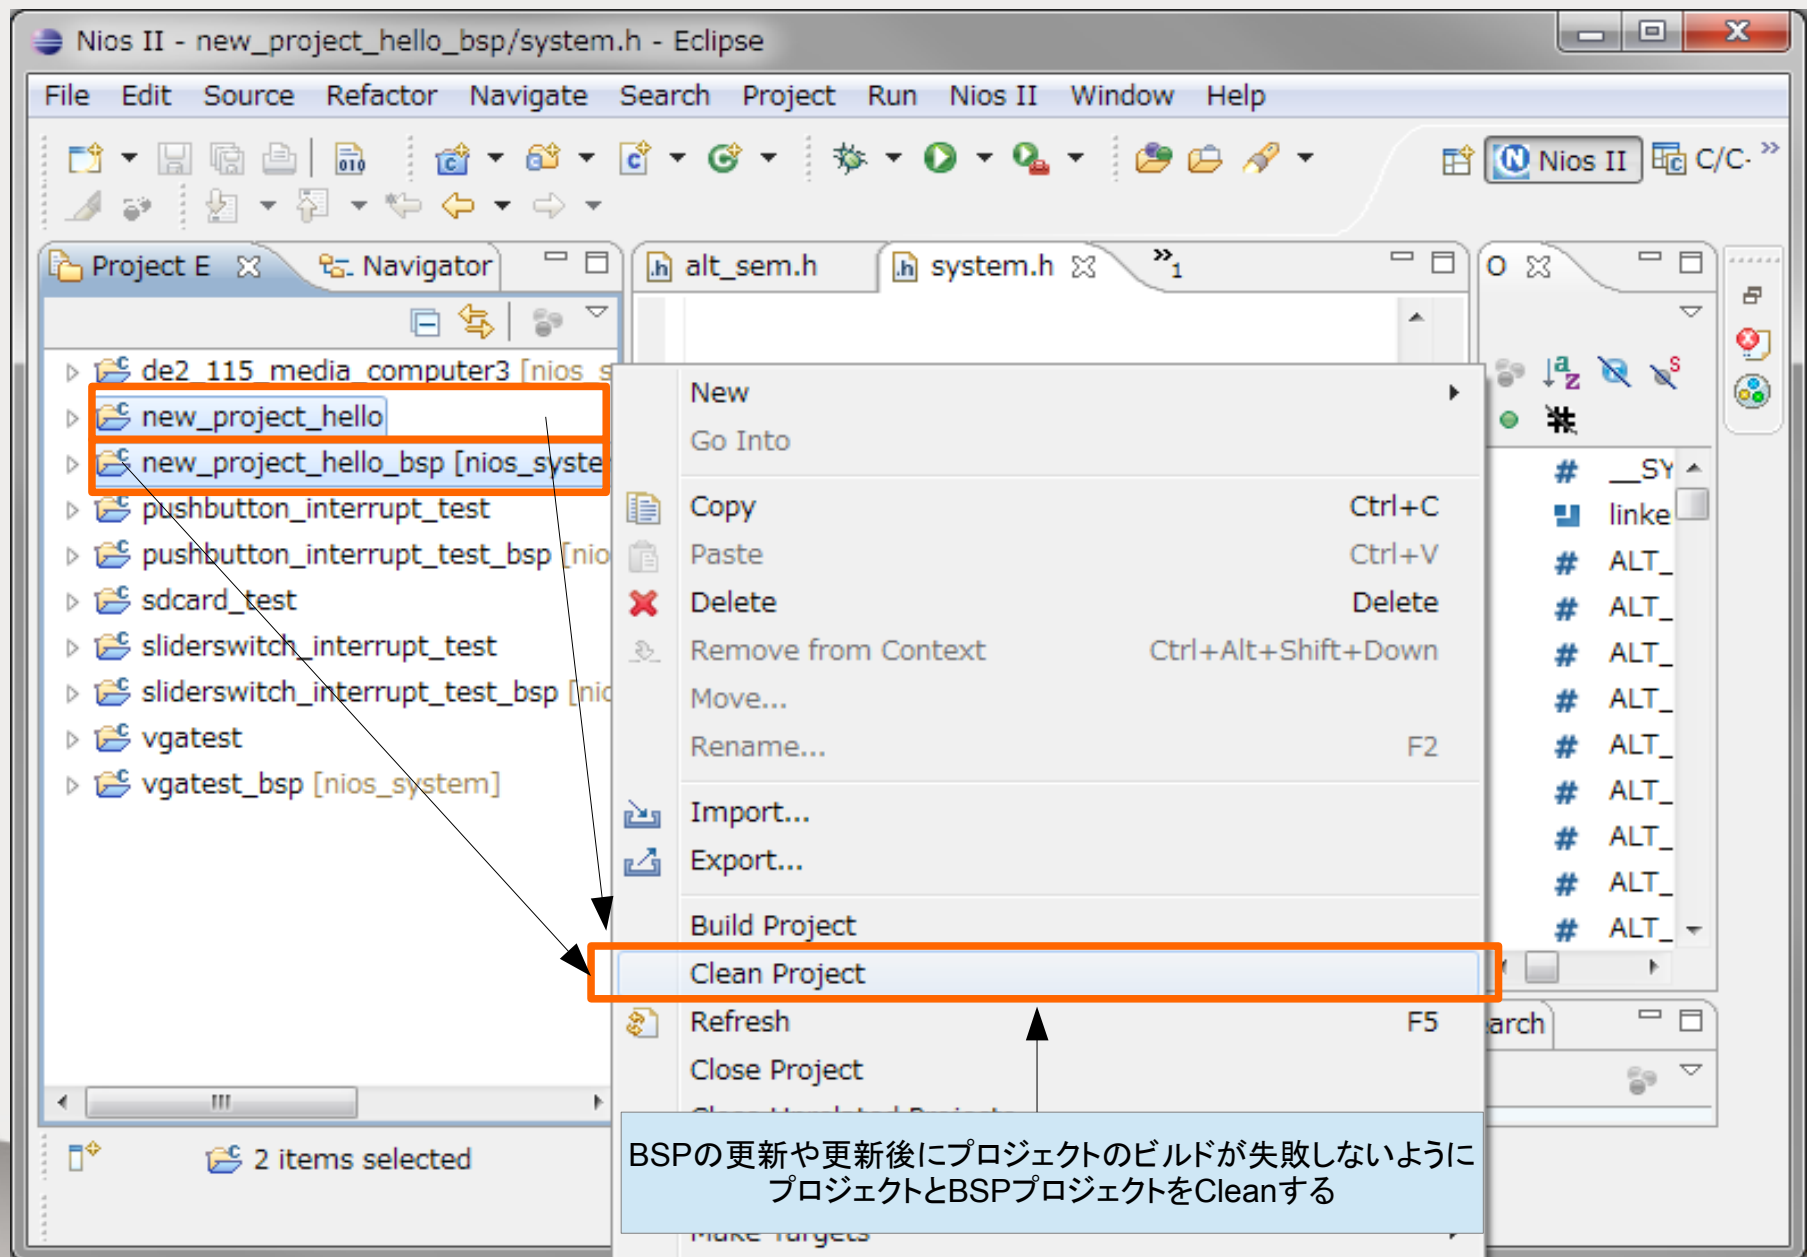 Nios II - new_project_hello_bsp/system.h - Eclipse
File Edit Source Refactor Navigate Search Project Run Nios II Window Help
Nios II C/C-
Project E Navigator
alt_sem.h system.h »1
O
de2_115_media_computer3 [nios_s
new_project_hello
new_project_hello_bsp [nios_syste
pushbutton_interrupt_test
pushbutton_interrupt_test_bsp [nio
sdcard_test
sliderswitch_interrupt_test
sliderswitch_interrupt_test_bsp [nic
vgatest
vgatest_bsp [nios_system]
New
Go Into
Copy Ctrl+C
Paste Ctrl+V
Delete Delete
Remove from Context Ctrl+Alt+Shift+Down
Move...
Rename... F2
Import...
Export...
Build Project
Clean Project
Refresh F5
Close Project
Make Targets
# __SY
linke
# ALT_
# ALT_
# ALT_
# ALT_
# ALT_
# ALT_
# ALT_
# ALT_
# ALT_
arch
2 items selected
BSPの更新や更新後にプロジェクトのビルドが失敗しないように
プロジェクトとBSPプロジェクトをCleanする